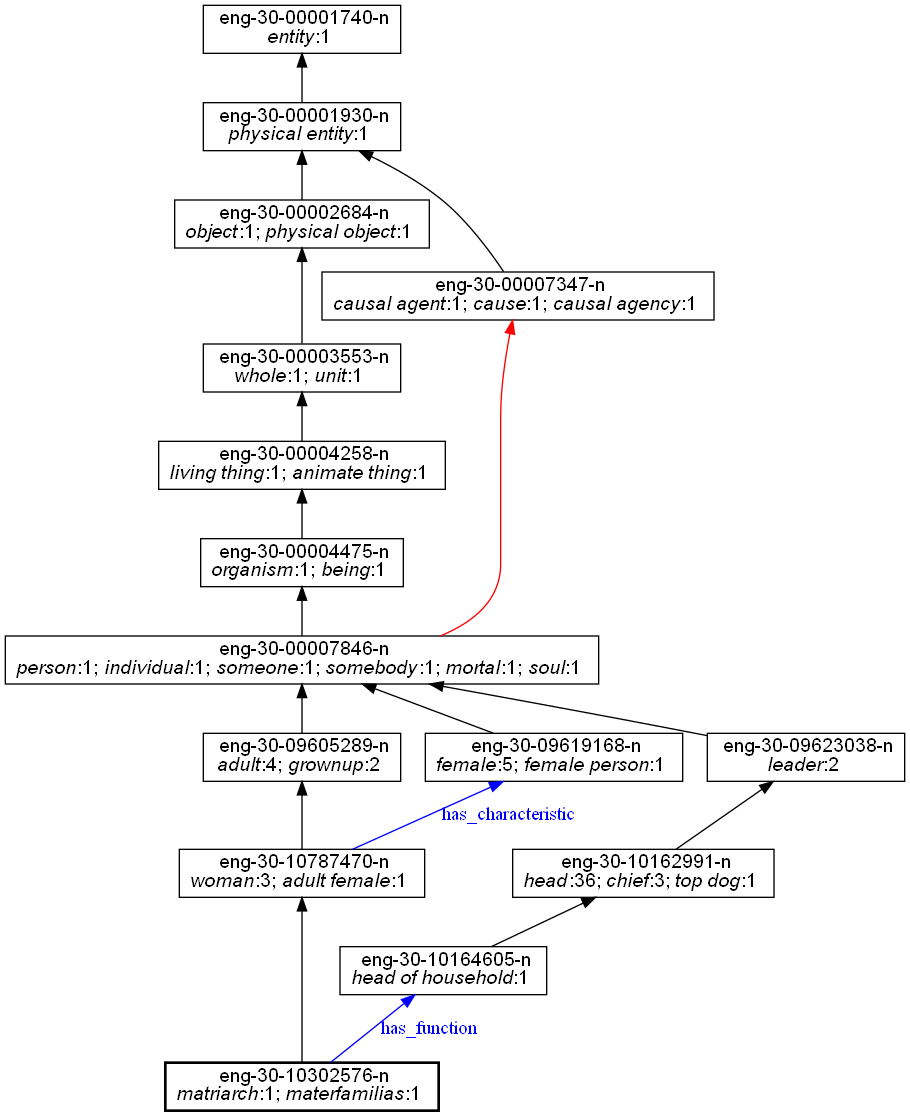 eng-30-00001740-n
entity:1
eng-30-00001930-n
physical entity:1
eng-30-00002684-n
object:1; physical object:1
eng-30-00007347-n
causal agent:1; cause:1; causal agency:1
eng-30-00003553-n
whole:1; unit:1
eng-30-00004258-n
living thing:1; animate thing:1
eng-30-00004475-n
organism:1; being:1
eng-30-00007846-n
person:1; individual:1; someone:1; somebody:1; mortal:1; soul:1
eng-30-09605289-n
adult:4; grownup:2
eng-30-09619168-n
female:5; female person:1
eng-30-09623038-n
leader:2
has_characteristic
eng-30-10787470-n
woman:3; adult female:1
eng-30-10162991-n
head:36; chief:3; top dog:1
eng-30-10164605-n
head of household:1
has_function
eng-30-10302576-n
matriarch:1; materfamilias:1